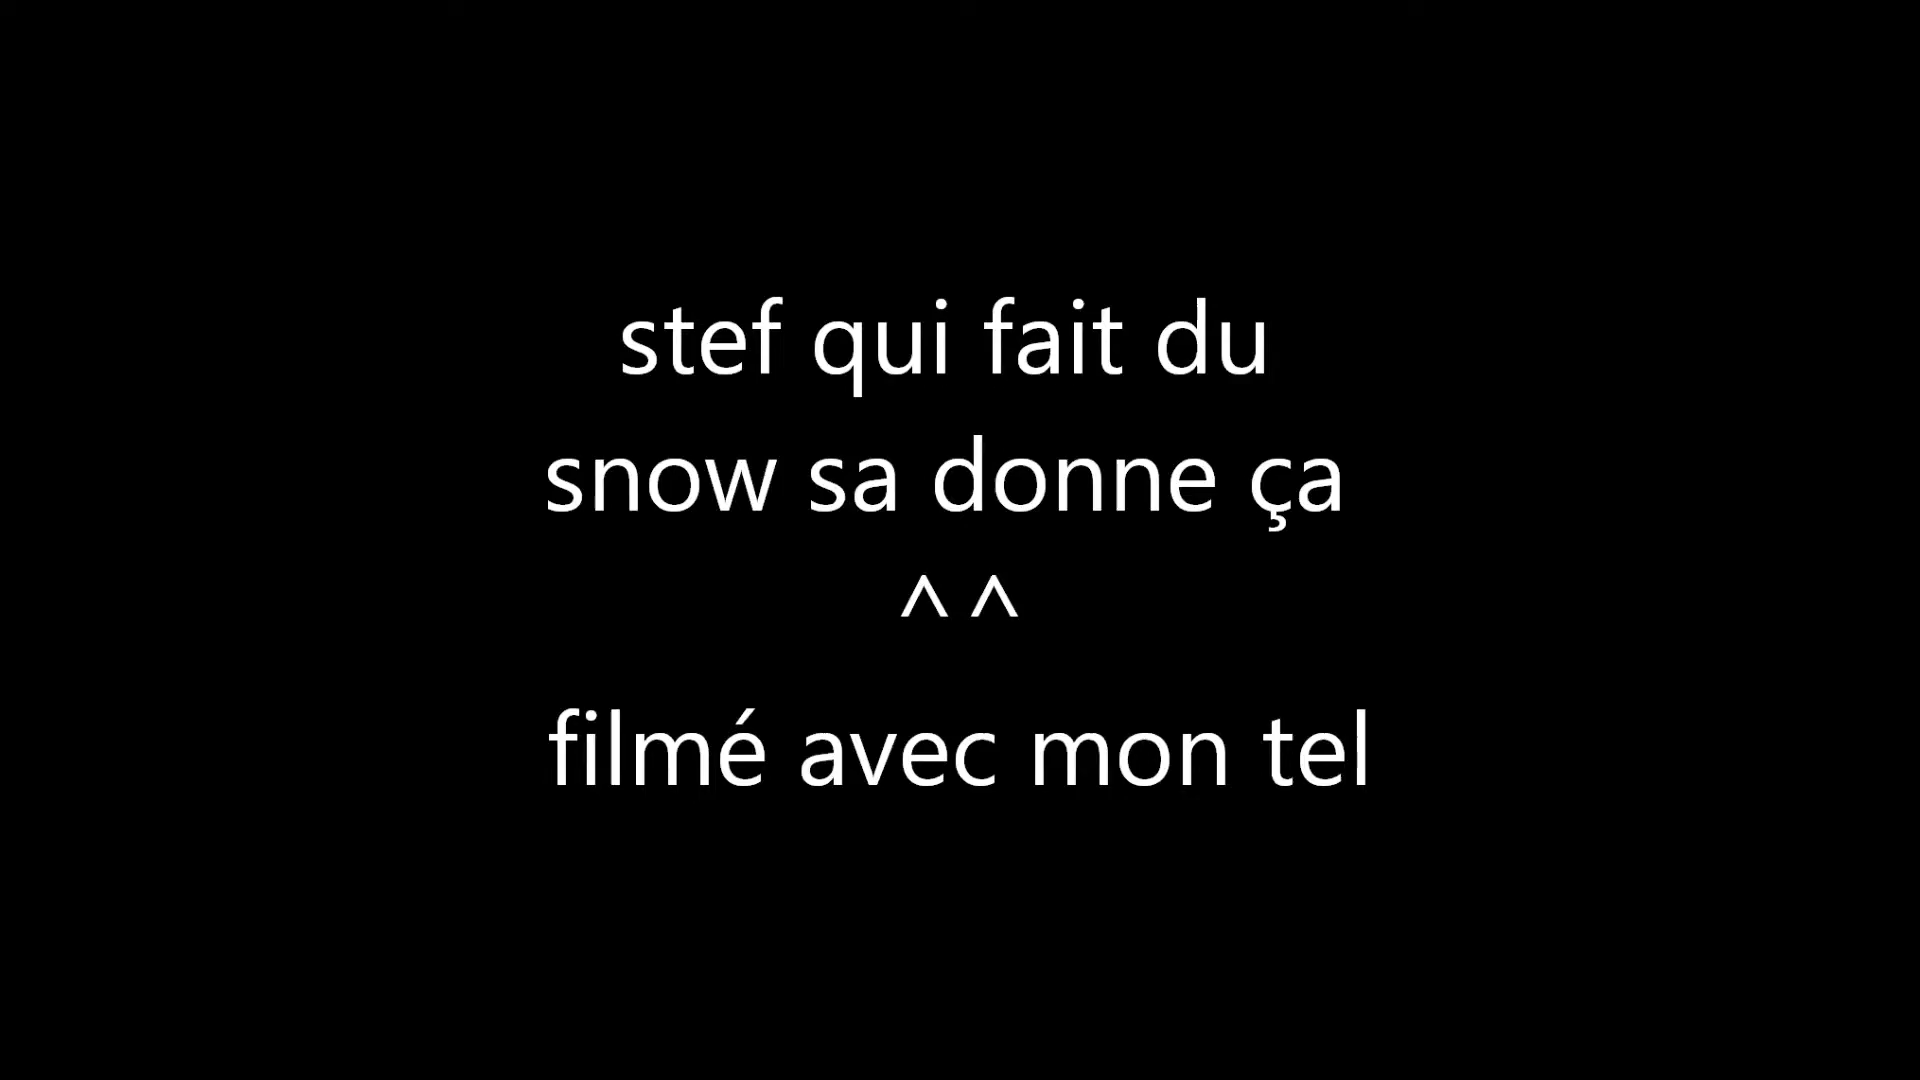 stef qui fait du
snow sa donne ça
^^
filmé avec mon tel